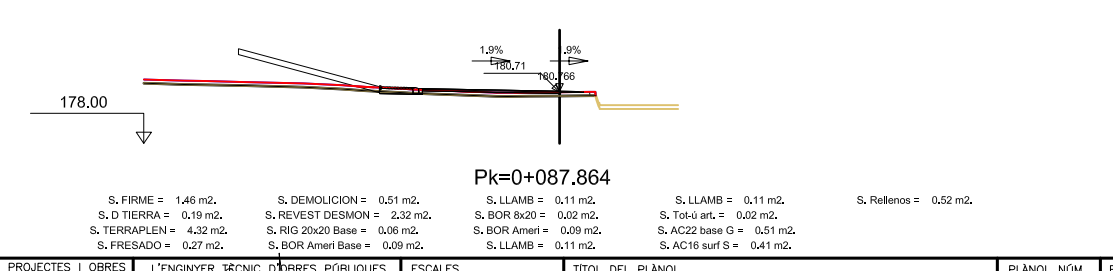 1.9%
1.9%
180.71
180.766
178.00
Pk=0+087.864
S. FIRME = 1.46 m2.
S. D TIERRA = 0.19 m2.
S. TERRAPLEN = 4.32 m2.
S. FRESADO = 0.27 m2.
S. DEMOLICION = 0.51 m2.
S. REVEST DESMON = 2.32 m2.
S. RIG 20x20 Base = 0.06 m2.
S. BOR Ameri Base = 0.09 m2.
S. LLAMB = 0.11 m2.
S. BOR 8x20 = 0.02 m2.
S. BOR Ameri = 0.09 m2.
S. LLAMB = 0.11 m2.
S. LLAMB = 0.11 m2.
S. Tot-ú art. = 0.02 m2.
S. AC22 base G = 0.51 m2.
S. AC16 surf S = 0.41 m2.
S. Rellenos = 0.52 m2.
PROJECTES I OBRES
L'ENGINYER TÈCNIC D'OBRES PÚBLIQUES
ESCALES
TÍTOL DEL PLÀNOL
PLÀNOL NÚM.